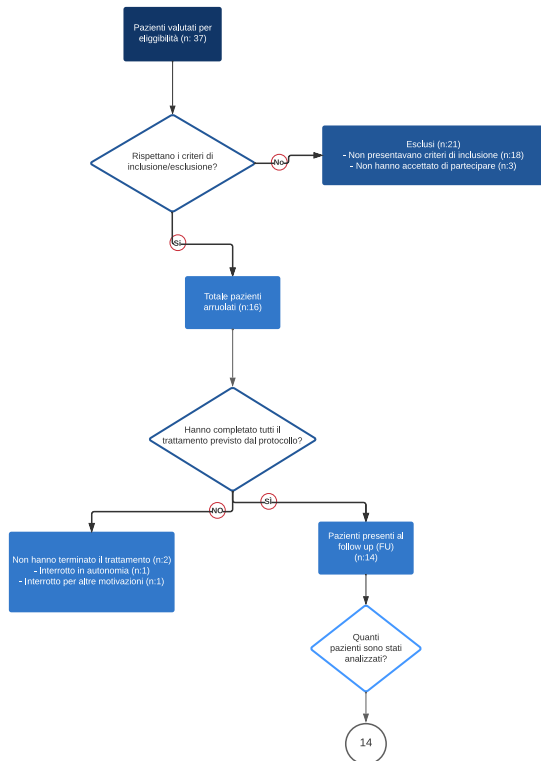 Pazienti valutati per
eliggibilità (n: 37)
Rispettano i criteri di
inclusione/esclusione?
No
Esclusi (n:21)
- Non presentavano criteri di inclusione (n:18)
- Non hanno accettato di partecipare (n:3)
Sì
Totale pazienti
arruolati (n:16)
Hanno completato tutti il
trattamento previsto dal protocollo?
NO
SÌ
Non hanno terminato il trattamento (n:2)
- Interrotto in autonomia (n:1)
- Interrotto per altre motivazioni (n:1)
Pazienti presenti al
follow up (FU)
(n:14)
Quanti
pazienti sono stati
analizzati?
14